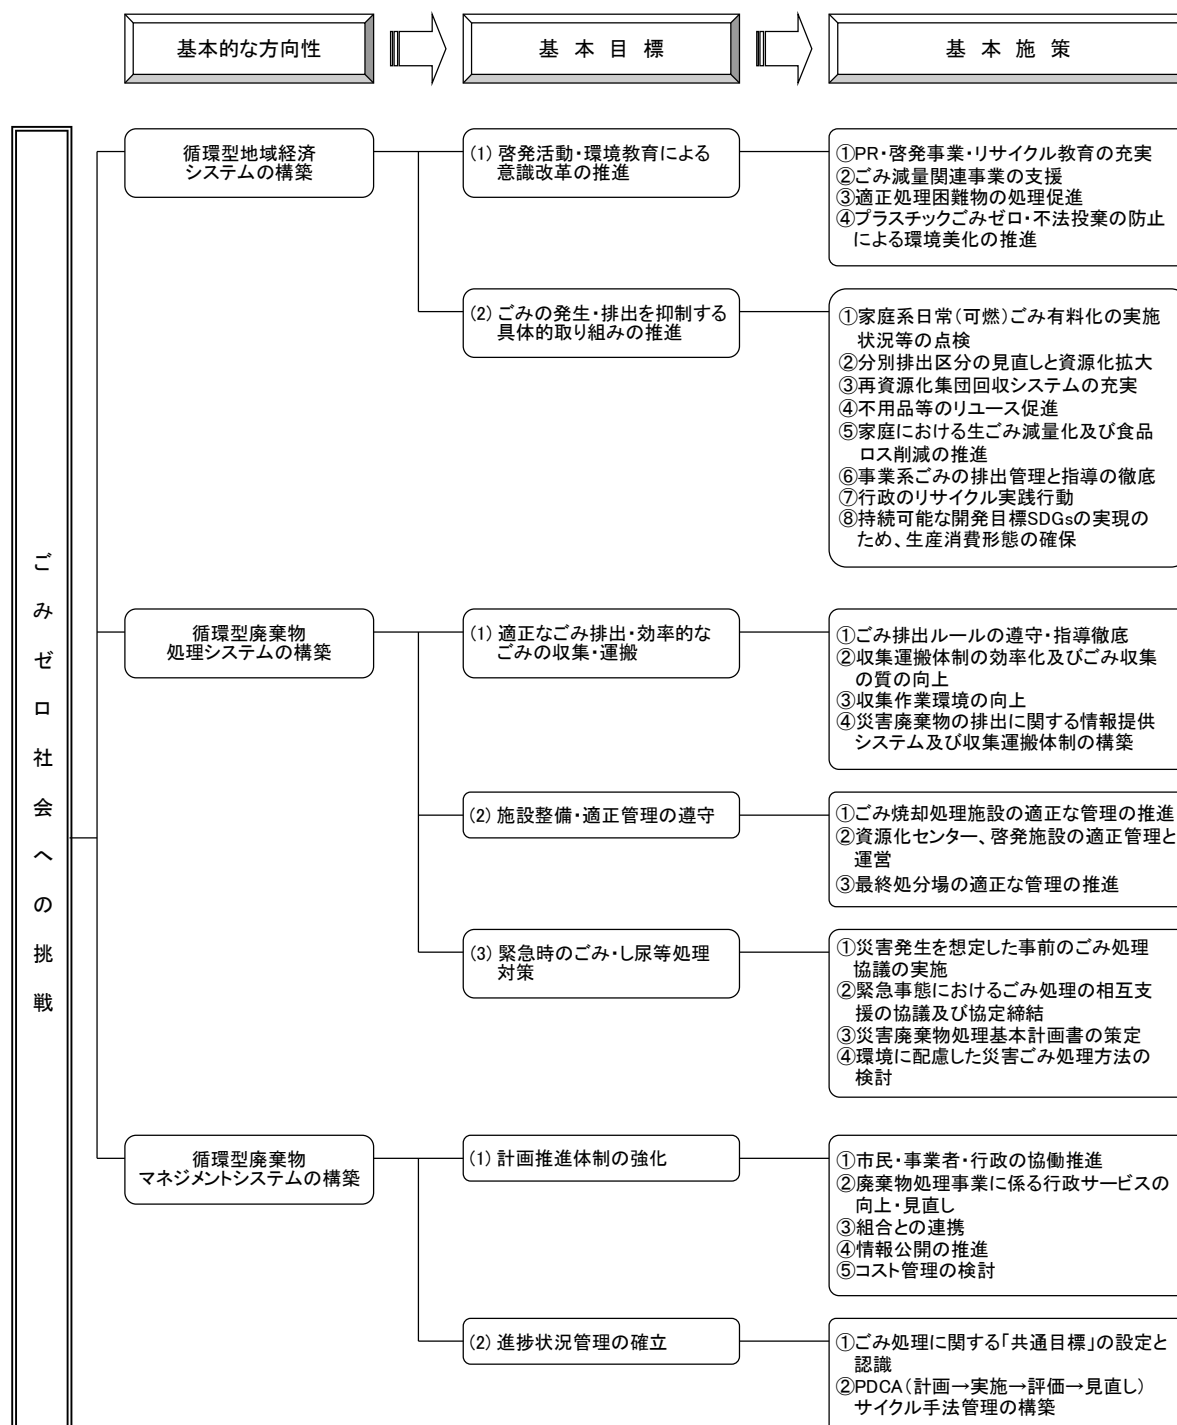 基本的な方向性
基本目標
基本施策
ごみゼロ社会への挑戦
循環型地域経済
システムの構築
(1) 啓発活動・環境教育による
意識改革の推進
①PR・啓発事業・リサイクル教育の充実
②ごみ減量関連事業の支援
③適正処理困難物の処理促進
④プラスチックごみゼロ・不法投棄の防止
による環境美化の推進
(2) ごみの発生・排出を抑制する
具体的取り組みの推進
①家庭系日常(可燃)ごみ有料化の実施
状況等の点検
②分別排出区分の見直しと資源化拡大
③再資源化集団回収システムの充実
④不用品等のリユース促進
⑤家庭における生ごみ減量化及び食品
ロス削減の推進
⑥事業系ごみの排出管理と指導の徹底
⑦行政のリサイクル実践行動
⑧持続可能な開発目標SDGsの実現の
ため、生産消費形態の確保
循環型廃棄物
処理システムの構築
(1) 適正なごみ排出・効率的な
ごみの収集・運搬
①ごみ排出ルールの遵守・指導徹底
②収集運搬体制の効率化及びごみ収集
の質の向上
③収集作業環境の向上
④災害廃棄物の排出に関する情報提供
システム及び収集運搬体制の構築
(2) 施設整備・適正管理の遵守
①ごみ焼却処理施設の適正な管理の推進
②資源化センター、啓発施設の適正管理と
運営
③最終処分場の適正な管理の推進
(3) 緊急時のごみ・し尿等処理
対策
①災害発生を想定した事前のごみ処理
協議の実施
②緊急事態におけるごみ処理の相互支
援の協議及び協定締結
③災害廃棄物処理基本計画書の策定
④環境に配慮した災害ごみ処理方法の
検討
循環型廃棄物
マネジメントシステムの構築
(1) 計画推進体制の強化
①市民・事業者・行政の協働推進
②廃棄物処理事業に係る行政サービスの
向上・見直し
③組合との連携
④情報公開の推進
⑤コスト管理の検討
(2) 進捗状況管理の確立
①ごみ処理に関する「共通目標」の設定と
認識
②PDCA(計画→実施→評価→見直し)
サイクル手法管理の構築